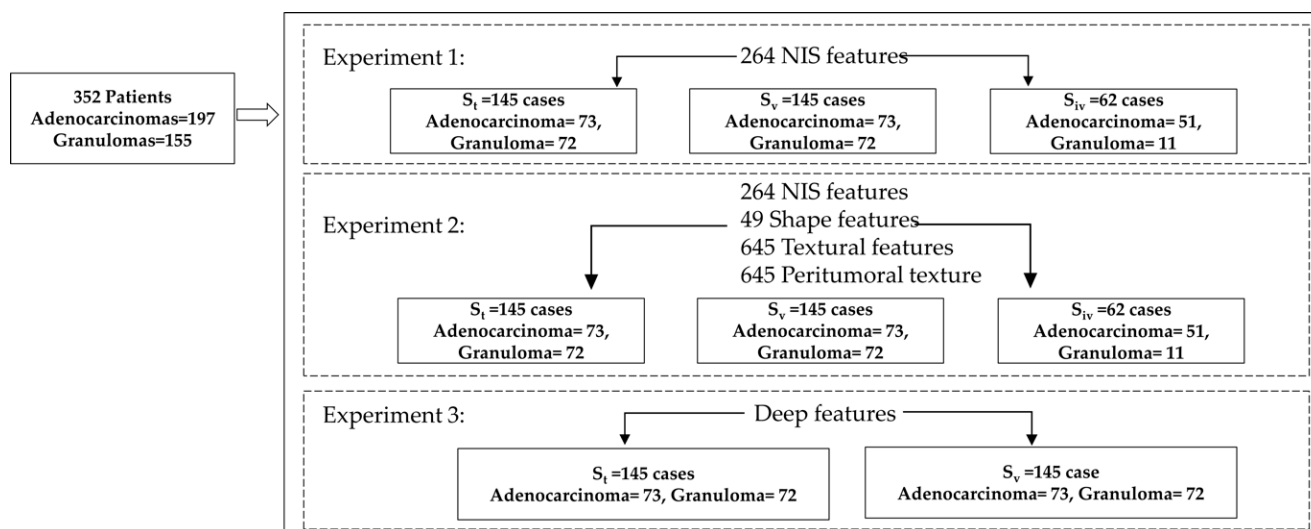 352 Patients
Adenocarcinomas=197
Granulomas=155
Experiment 1:
264 NIS features
St =145 cases
Adenocarcinoma= 73,
Granuloma= 72
Sv =145 cases
Adenocarcinoma= 73,
Granuloma= 72
Siv =62 cases
Adenocarcinoma= 51,
Granuloma= 11
Experiment 2:
264 NIS features
49 Shape features
645 Textural features
645 Peritumoral texture
St =145 cases
Adenocarcinoma= 73,
Granuloma= 72
Sv =145 cases
Adenocarcinoma= 73,
Granuloma= 72
Siv =62 cases
Adenocarcinoma= 51,
Granuloma= 11
Experiment 3:
Deep features
St =145 cases
Adenocarcinoma= 73, Granuloma= 72
Sv =145 case
Adenocarcinoma= 73, Granuloma= 72